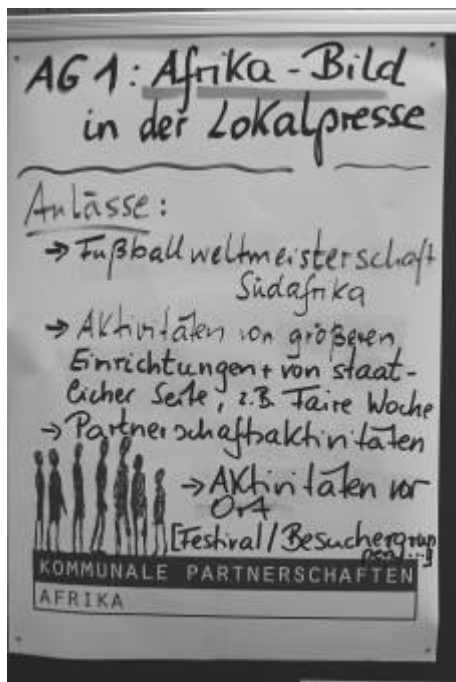 AG 1: Afrika-Bild
in der Lokalpresse
Anlässe:
→ Fußballweltmeisterschaft
Südafrika
→ Aktivitäten von größeren
Einrichtungen + von staat-
licher Seite, z.B. Faire Woche
→ Partnerschaftsaktivitäten
→ Aktivitäten vor
Ort
[Festival/Besuchergrup
pen/...]
KOMMUNALE PARTNERSCHAFTEN
AFRIKA